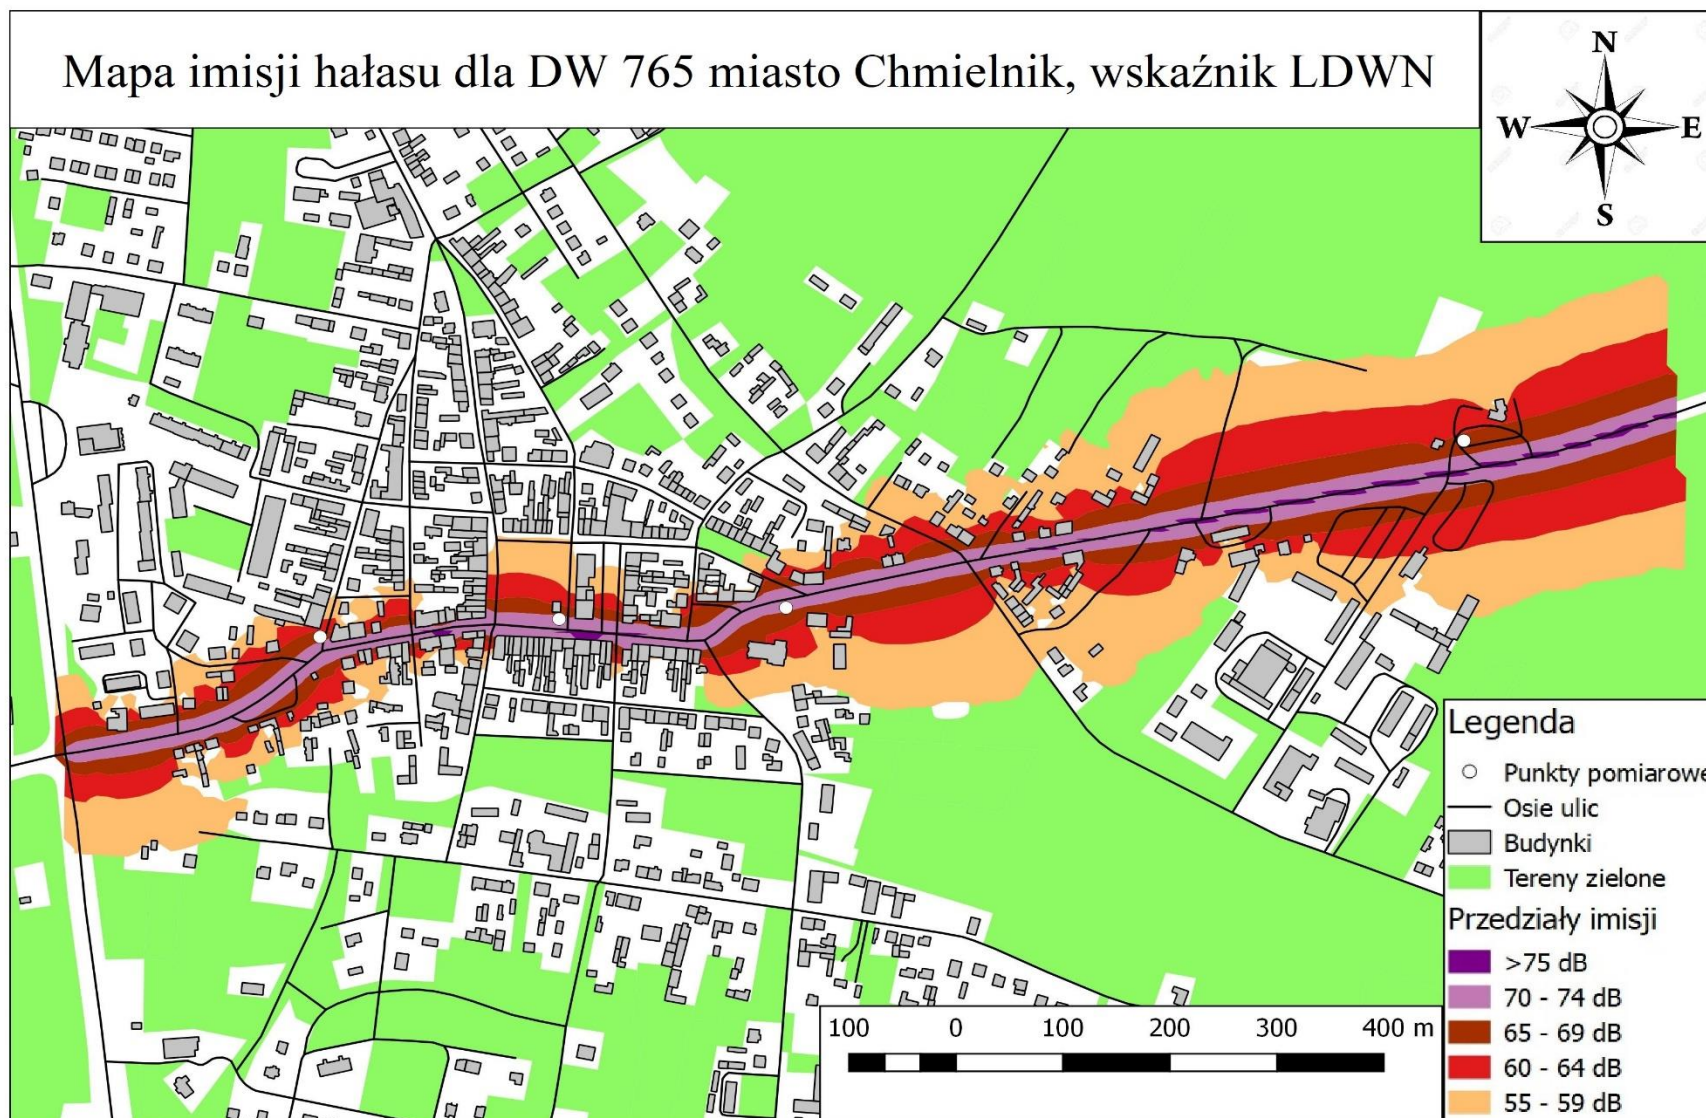 Mapa imisji hałasu dla DW 765 miasto Chmielnik, wskaźnik LDWN
N
W E
S
Legenda
Punkty pomiarowe
Osie ulic
Budynki
Tereny zielone
Przedziały imisji
>75 dB
70 - 74 dB
65 - 69 dB
60 - 64 dB
55 - 59 dB
100 0 100 200 300 400 m